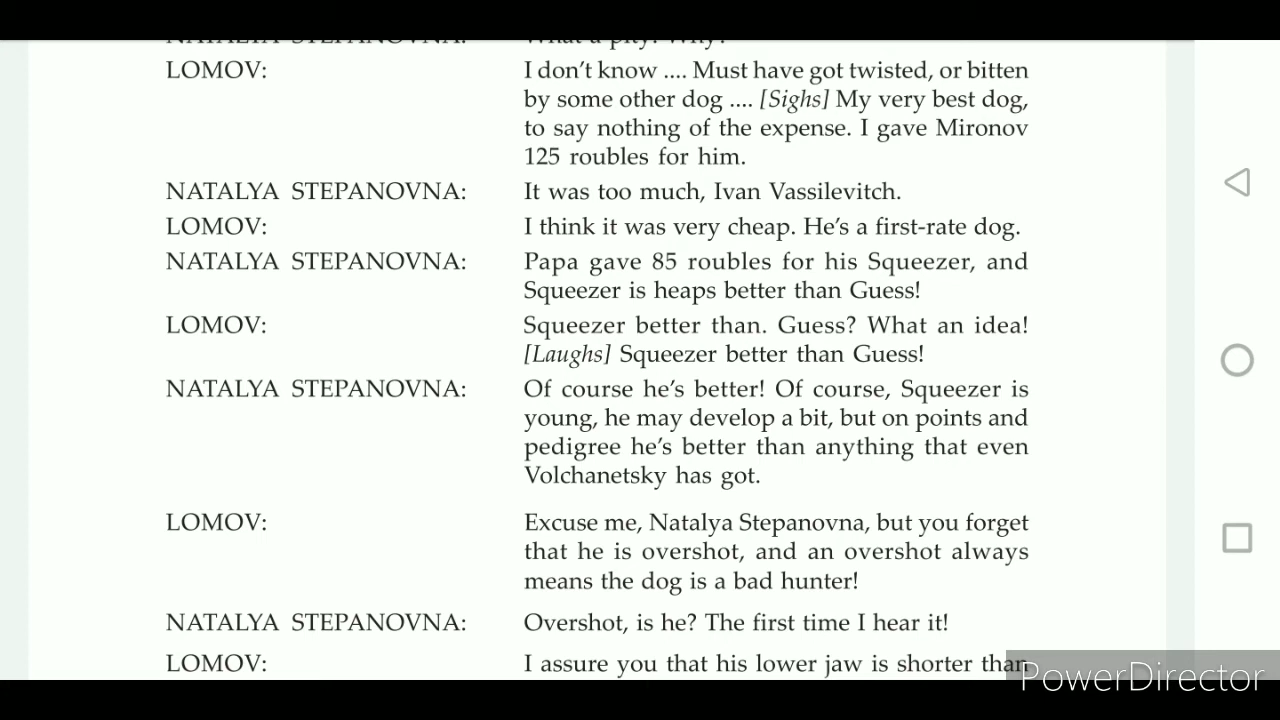 NATALYA STEPANOVNA: What a pity! Why?
LOMOV: I don't know .... Must have got twisted, or bitten
by some other dog .... [Sighs] My very best dog,
to say nothing of the expense. I gave Mironov
125 roubles for him.
NATALYA STEPANOVNA: It was too much, Ivan Vassilevitch.
LOMOV: I think it was very cheap. He's a first-rate dog.
NATALYA STEPANOVNA: Papa gave 85 roubles for his Squeezer, and
Squeezer is heaps better than Guess!
LOMOV: Squeezer better than. Guess? What an idea!
[Laughs] Squeezer better than Guess!
NATALYA STEPANOVNA: Of course he's better! Of course, Squeezer is
young, he may develop a bit, but on points and
pedigree he's better than anything that even
Volchanetsky has got.
LOMOV: Excuse me, Natalya Stepanovna, but you forget
that he is overshot, and an overshot always
means the dog is a bad hunter!
NATALYA STEPANOVNA: Overshot, is he? The first time I hear it!
LOMOV: I assure you that his lower jaw is shorter than
PowerDirector